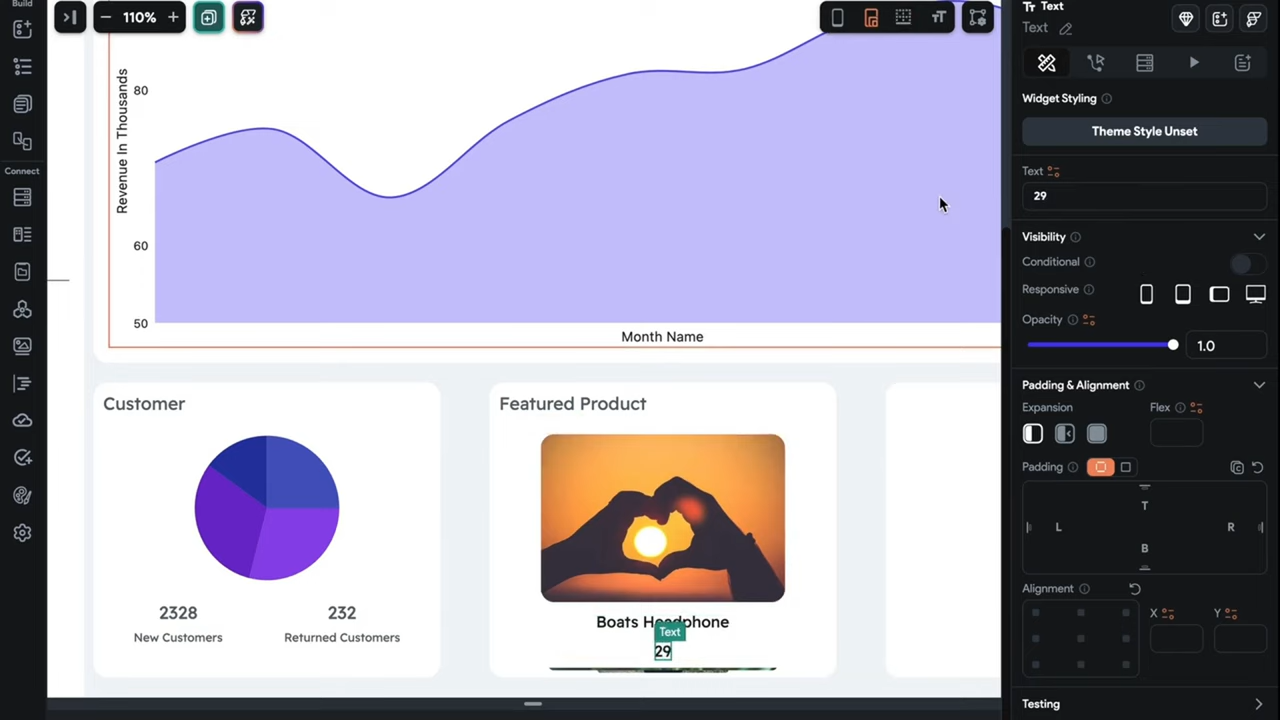 Build
110%
Text
Text
Widget Styling
Theme Style Unset
Text
29
Visibility
Conditional
Responsive
Opacity
1.0
Padding & Alignment
Expansion
Flex
Padding
T
L
R
B
Alignment
X
Y
Testing
Connect
Revenue In Thousands
80
60
50
Month Name
Customer
2328
232
New Customers
Returned Customers
Featured Product
Boats Headphone
Text
29